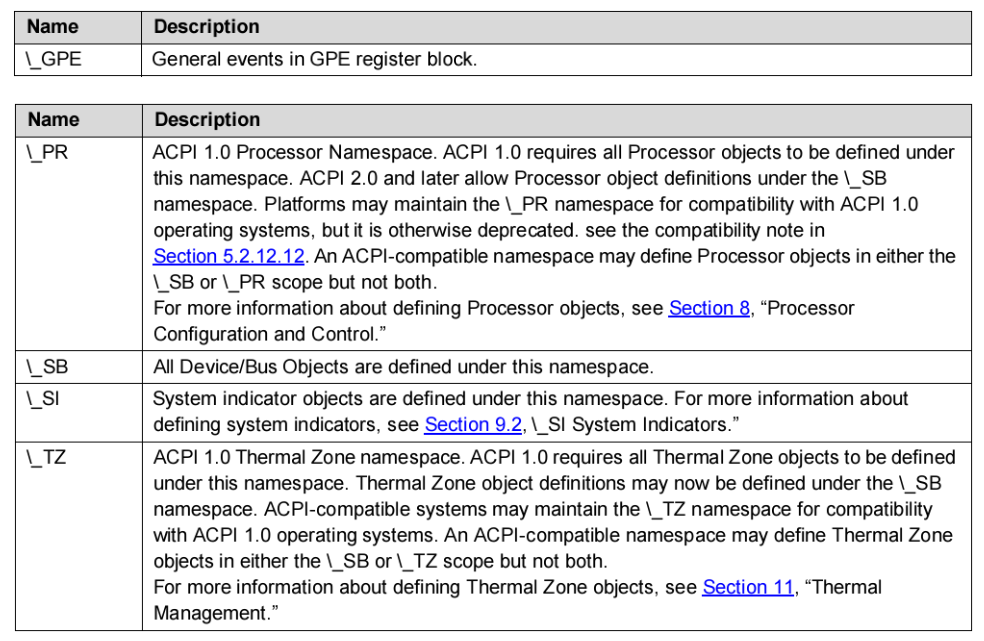 Name Description
\_GPE General events in GPE register block.
Name Description
\_PR ACPI 1.0 Processor Namespace. ACPI 1.0 requires all Processor objects to be defined under
this namespace. ACPI 2.0 and later allow Processor object definitions under the \_SB
namespace. Platforms may maintain the \_PR namespace for compatibility with ACPI 1.0
operating systems, but it is otherwise deprecated. see the compatibility note in
Section 5.2.12.12. An ACPI-compatible namespace may define Processor objects in either the
\_SB or \_PR scope but not both.
For more information about defining Processor objects, see Section 8, “Processor
Configuration and Control.”
\_SB All Device/Bus Objects are defined under this namespace.
\_SI System indicator objects are defined under this namespace. For more information about
defining system indicators, see Section 9.2, \_SI System Indicators.”
\_TZ ACPI 1.0 Thermal Zone namespace. ACPI 1.0 requires all Thermal Zone objects to be defined
under this namespace. Thermal Zone object definitions may now be defined under the \_SB
namespace. ACPI-compatible systems may maintain the \_TZ namespace for compatibility
with ACPI 1.0 operating systems. An ACPI-compatible namespace may define Thermal Zone
objects in either the \_SB or \_TZ scope but not both.
For more information about defining Thermal Zone objects, see Section 11, “Thermal
Management.”